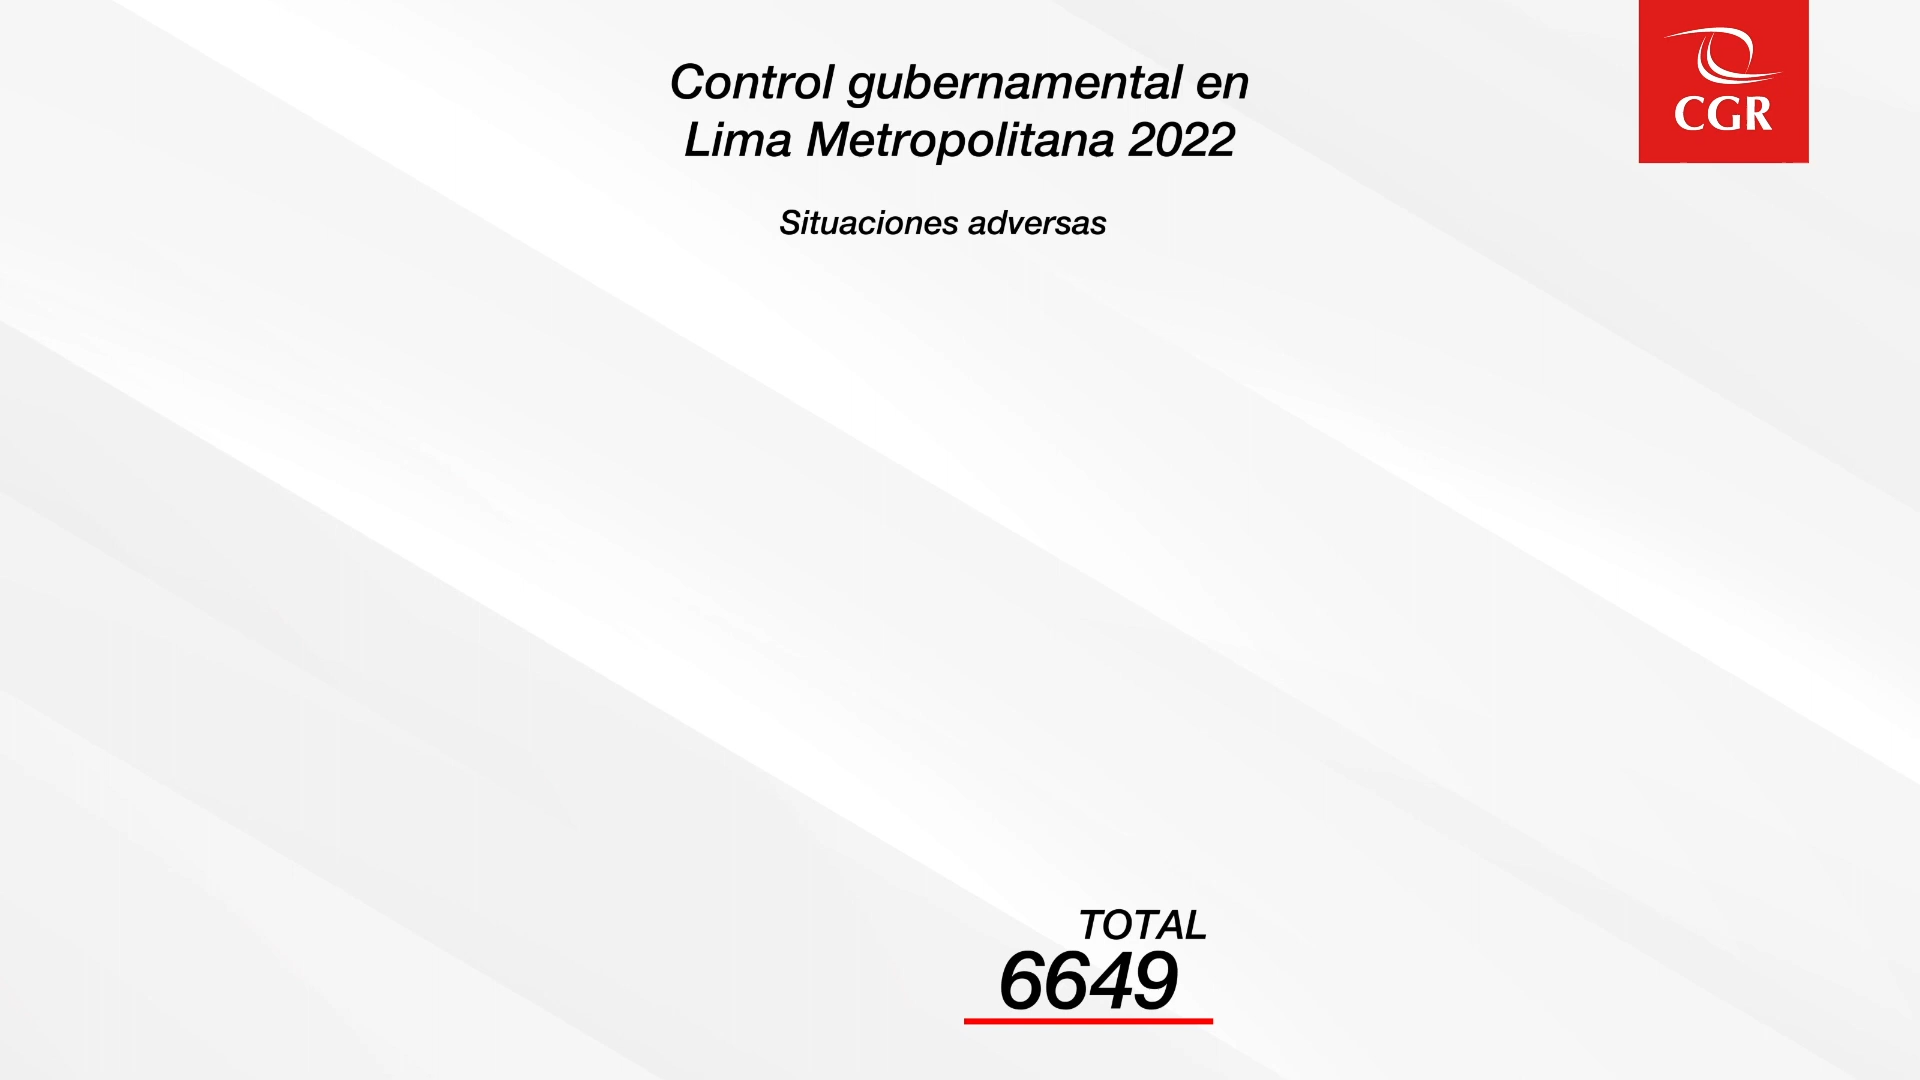 Control gubernamental en
Lima Metropolitana 2022
CGR
Situaciones adversas
TOTAL
6649